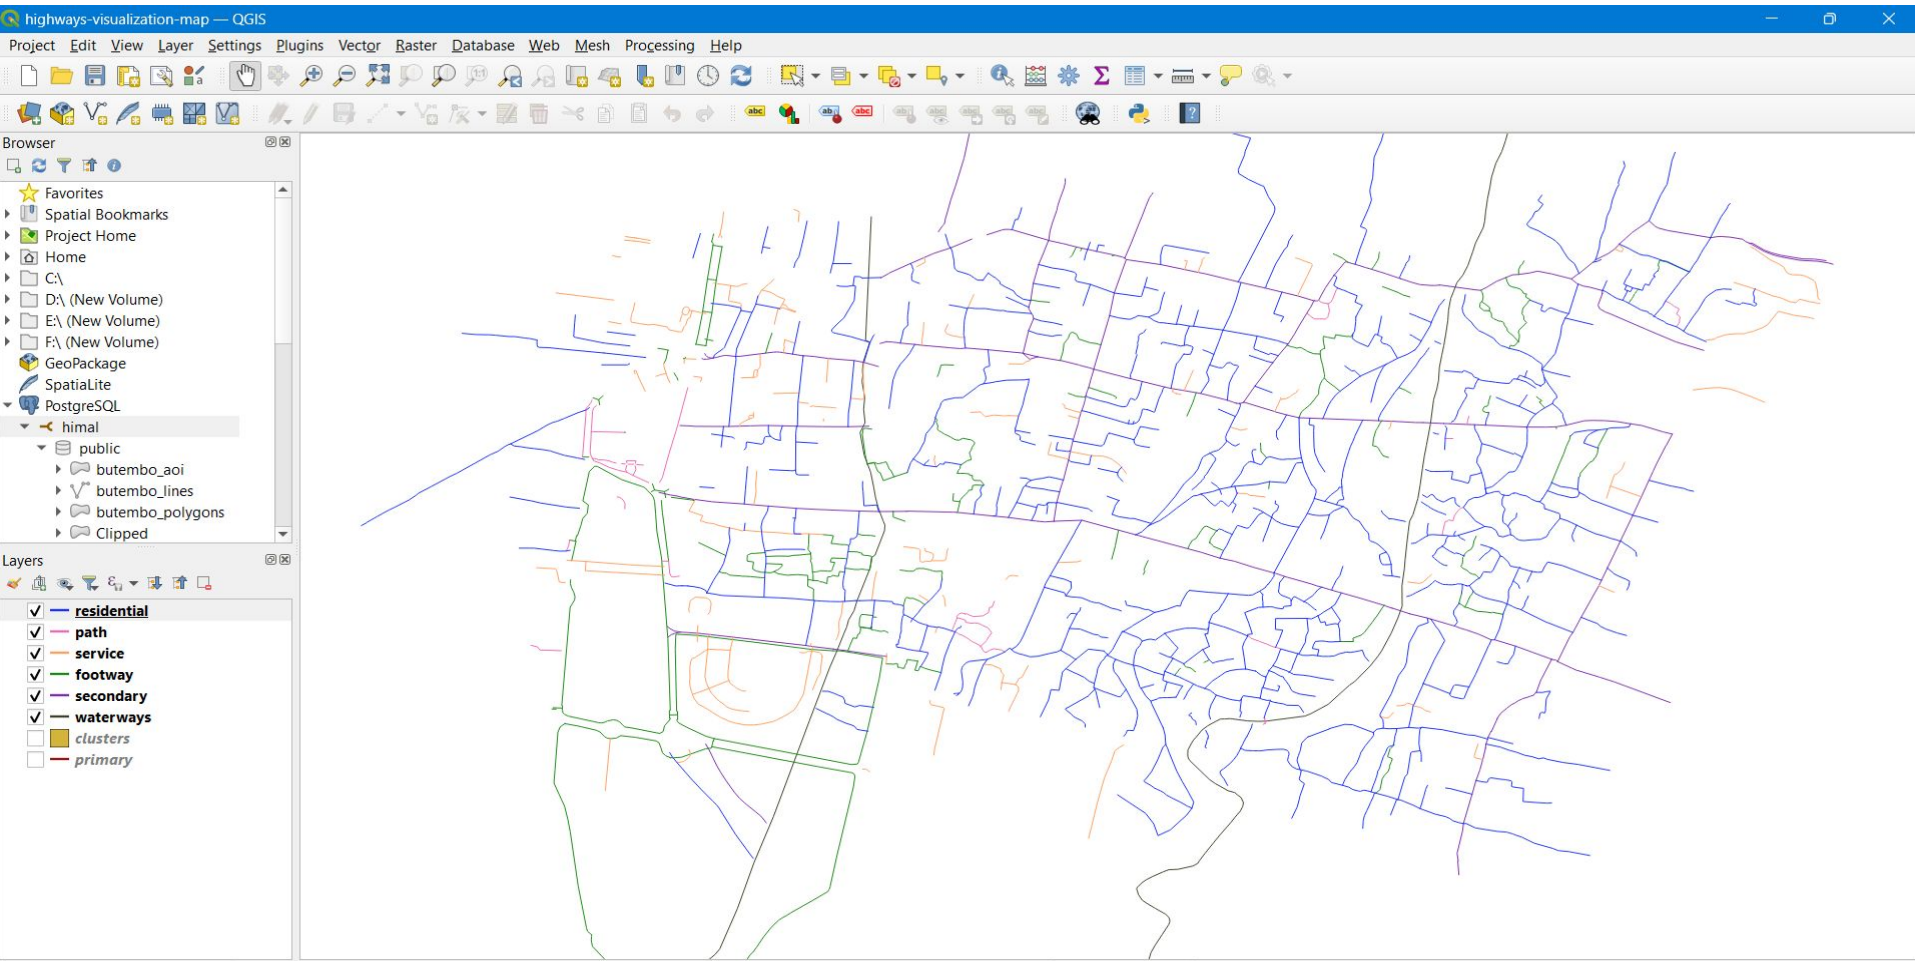 highways-visualization-map — QGIS
Project Edit View Layer Settings Plugins Vector Raster Database Web Mesh Processing Help
Browser
Favorites
Spatial Bookmarks
Project Home
Home
C:\
D:\ (New Volume)
E:\ (New Volume)
F:\ (New Volume)
GeoPackage
SpatiaLite
PostgreSQL
himal
public
butembo_aoi
butembo_lines
butembo_polygons
Clipped
Layers
residential
path
service
footway
secondary
waterways
clusters
primary